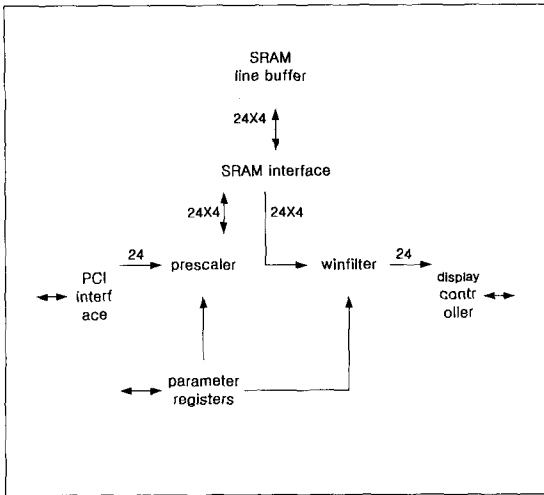 SRAM
line buffer
24X4
SRAM interface
24X4
24X4
24
prescaler
winfilter
24
PCI
interf
ace
display
contr
oller
parameter
registers